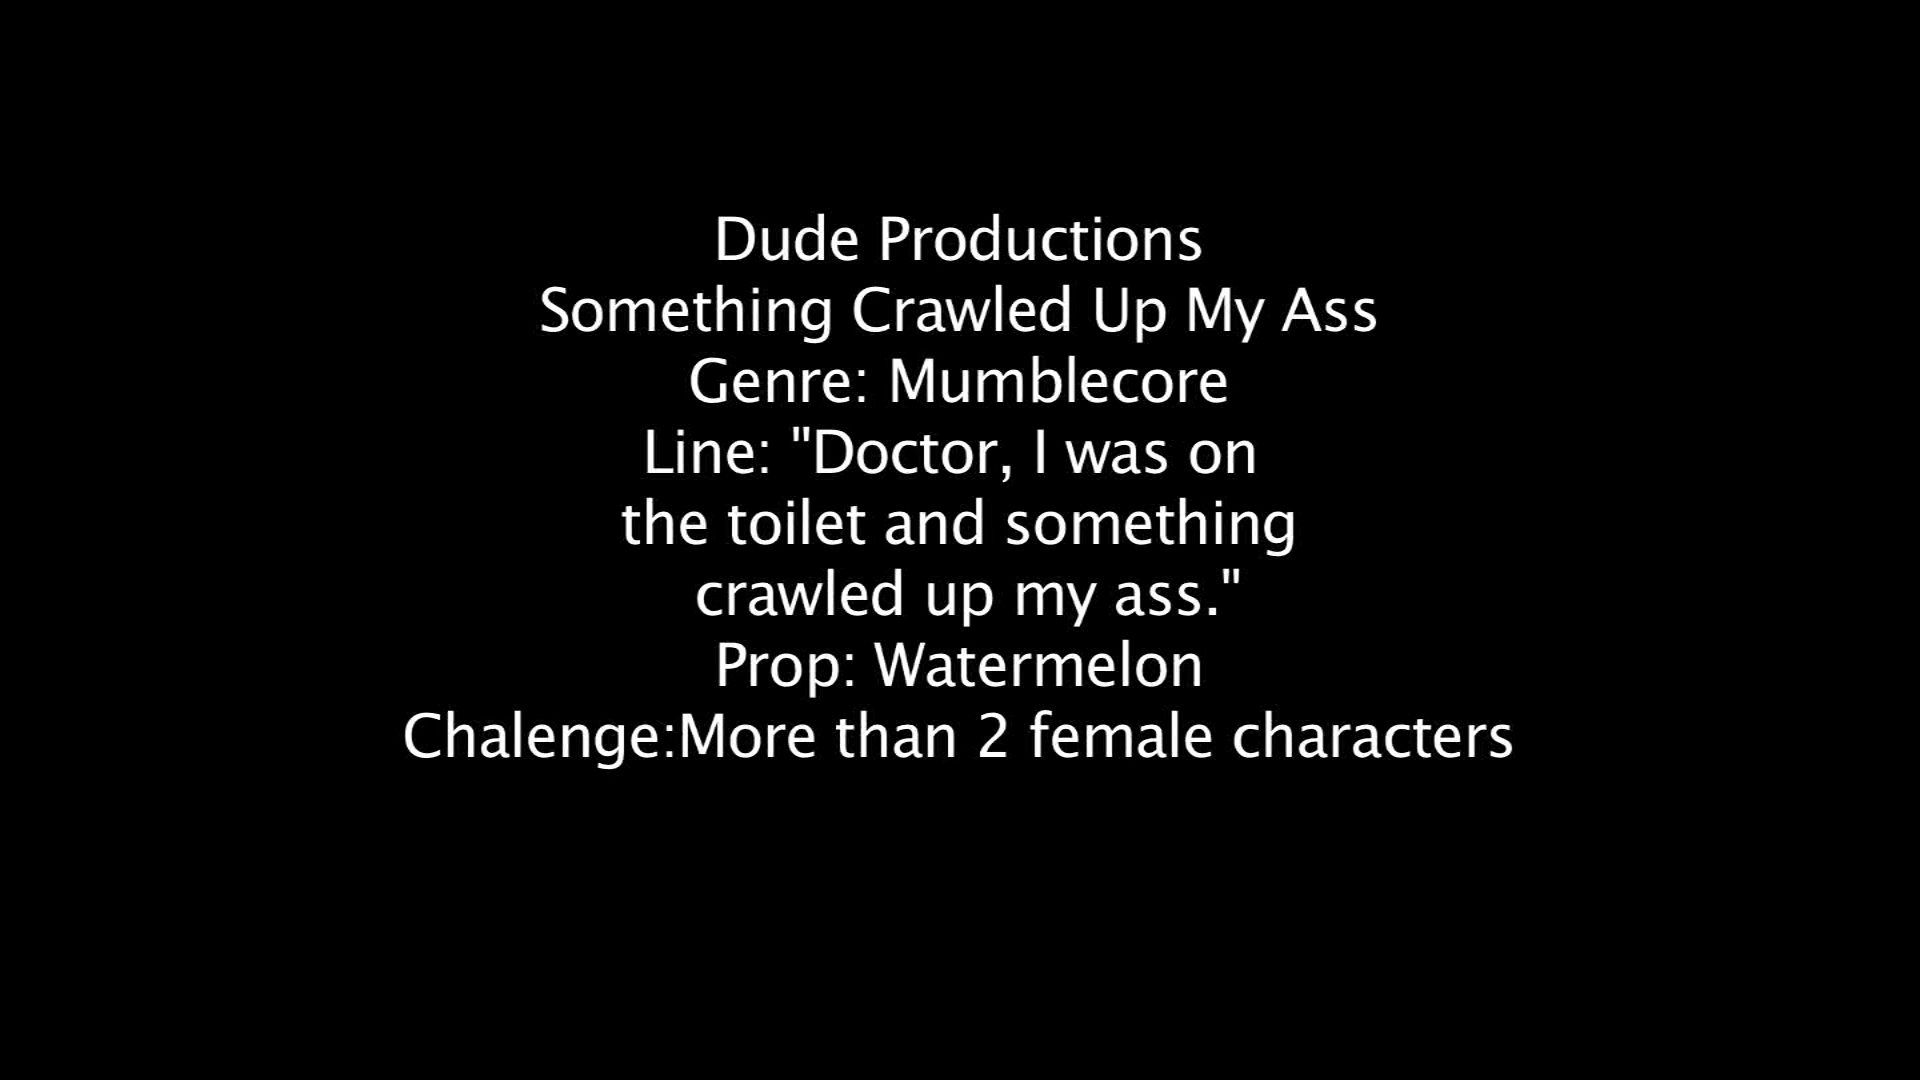 Dude Productions
Something Crawled Up My Ass
Genre: Mumblecore
Line: "Doctor, I was on
the toilet and something
crawled up my ass."
Prop: Watermelon
Chalenge:More than 2 female characters